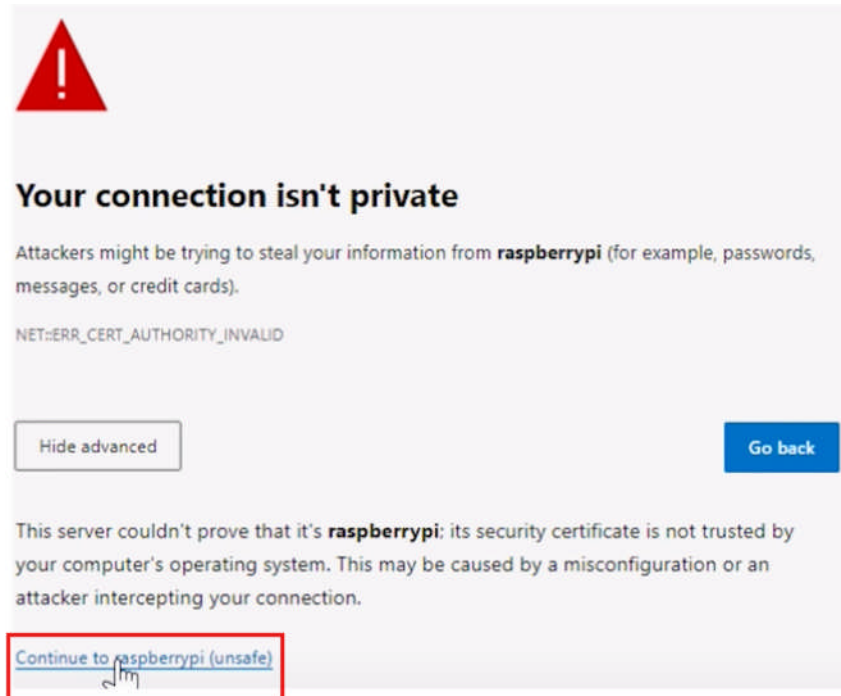 !
Your connection isn't private
Attackers might be trying to steal your information from raspberrypi (for example, passwords,
messages, or credit cards).
NET::ERR_CERT_AUTHORITY_INVALID
Hide advanced
Go back
This server couldn't prove that it's raspberrypi; its security certificate is not trusted by
your computer's operating system. This may be caused by a misconfiguration or an
attacker intercepting your connection.
Continue to raspberrypi (unsafe)